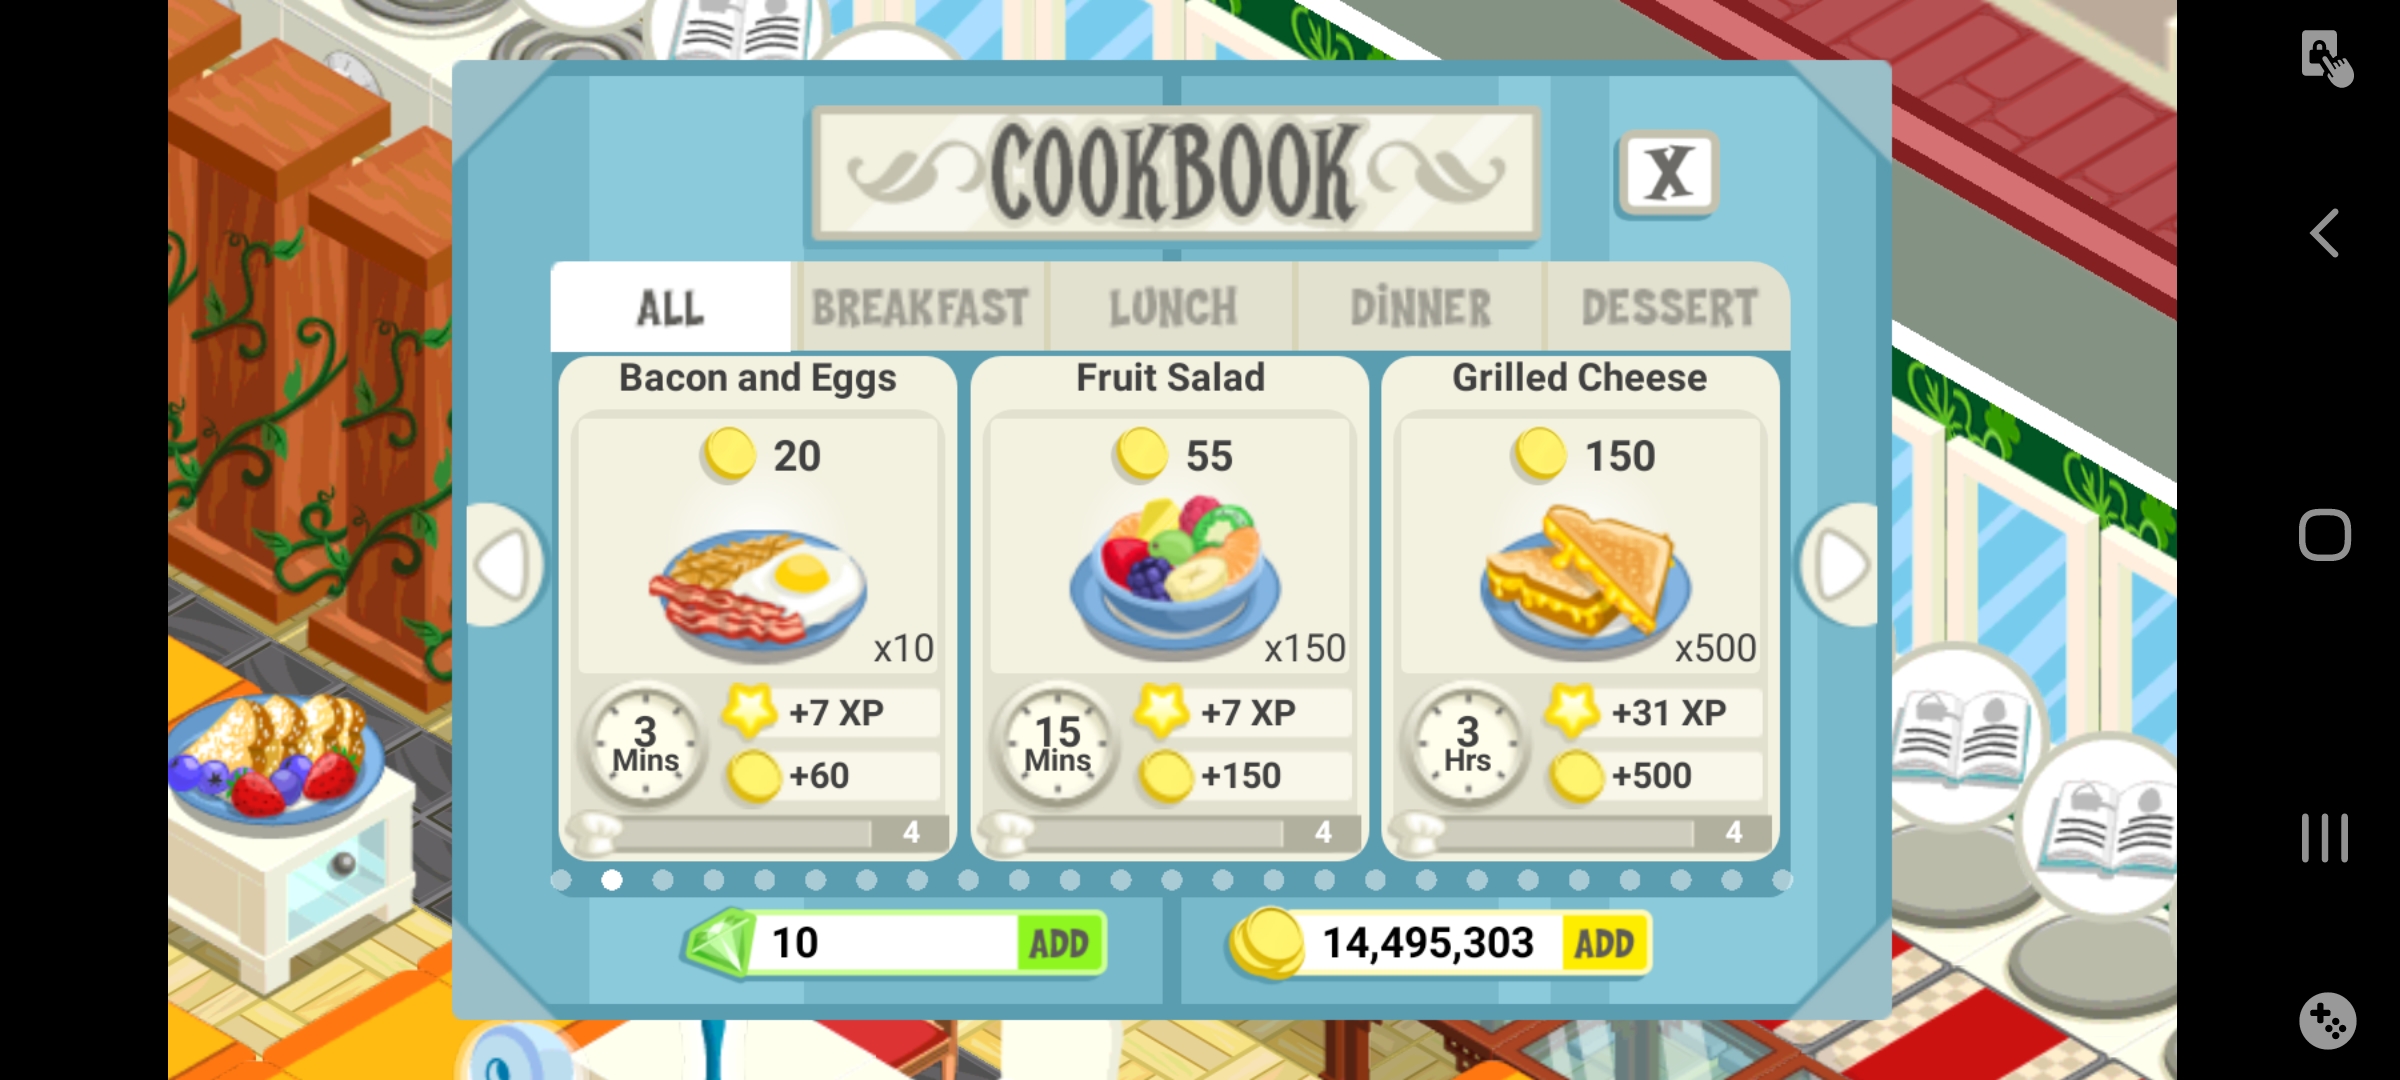 COOKBOOK
X
ALL
BREAKFAST
LUNCH
DINNER
DESSERT
Bacon and Eggs
20
x10
3
Mins
+7 XP
+60
4
Fruit Salad
55
x150
15
Mins
+7 XP
+150
4
Grilled Cheese
150
x500
3
Hrs
+31 XP
+500
4
10
ADD
14,495,303
ADD